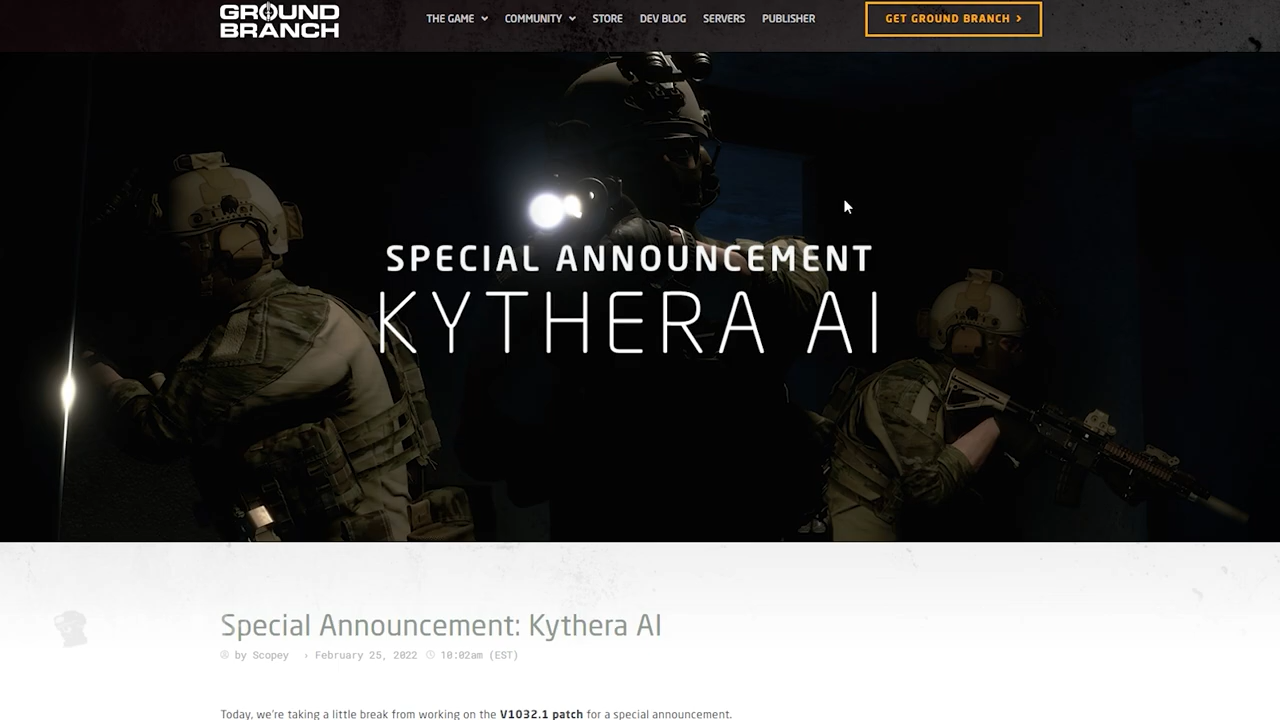 GROUND
BRANCH
THE GAME COMMUNITY STORE DEV BLOG SERVERS PUBLISHER GET GROUND BRANCH ›
SPECIAL ANNOUNCEMENT
KYTHERA AI
Special Announcement: Kythera AI
by Scopey › February 25, 2022 10:02am (EST)
Today, we're taking a little break from working on the V1032.1 patch for a special announcement.